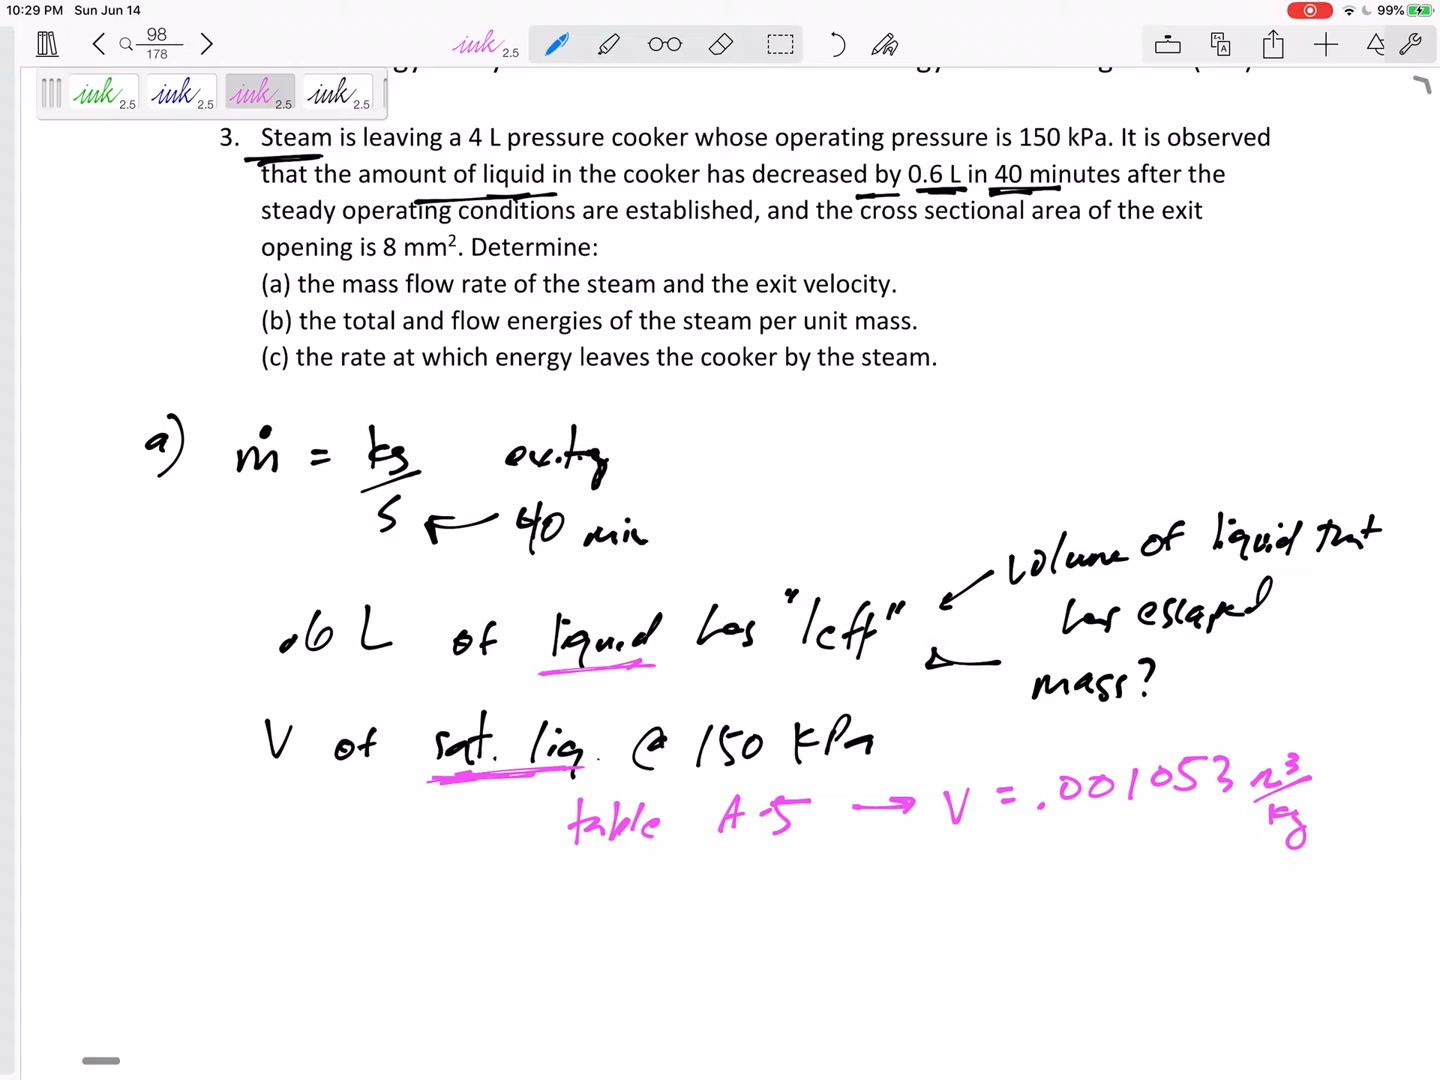 10:29 PM Sun Jun 14
99%
98
178
ink 2.5
ink 2.5 ink 2.5 ink 2.5 ink 2.5
3. Steam is leaving a 4 L pressure cooker whose operating pressure is 150 kPa. It is observed
that the amount of liquid in the cooker has decreased by 0.6 L in 40 minutes after the
steady operating conditions are established, and the cross sectional area of the exit
opening is 8 mm². Determine:
(a) the mass flow rate of the steam and the exit velocity.
(b) the total and flow energies of the steam per unit mass.
(c) the rate at which energy leaves the cooker by the steam.
a) ṁ = kg/s exiting
40 min
volume of liquid that
has escaped
.6 L of liquid has "left"
mass?
V of sat. liq. @ 150 kPa
table A-5 → V = .001053 m³/kg